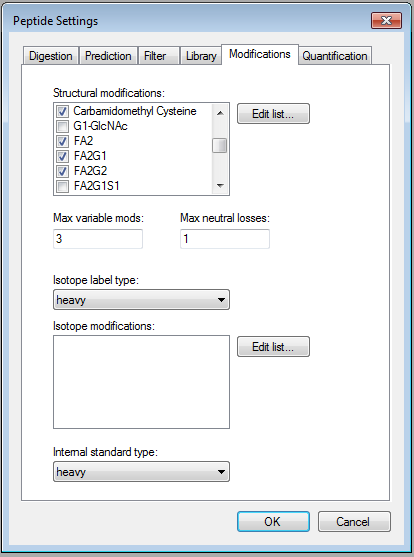 Peptide Settings
Digestion Prediction Filter Library Modifications Quantification
Structural modifications:
Carbamidomethyl Cysteine
G1-GlcNAc
FA2
FA2G1
FA2G2
FA2G1S1
Edit list...
Max variable mods: Max neutral losses:
3 1
Isotope label type:
heavy
Isotope modifications:
Edit list...
Internal standard type:
heavy
OK Cancel